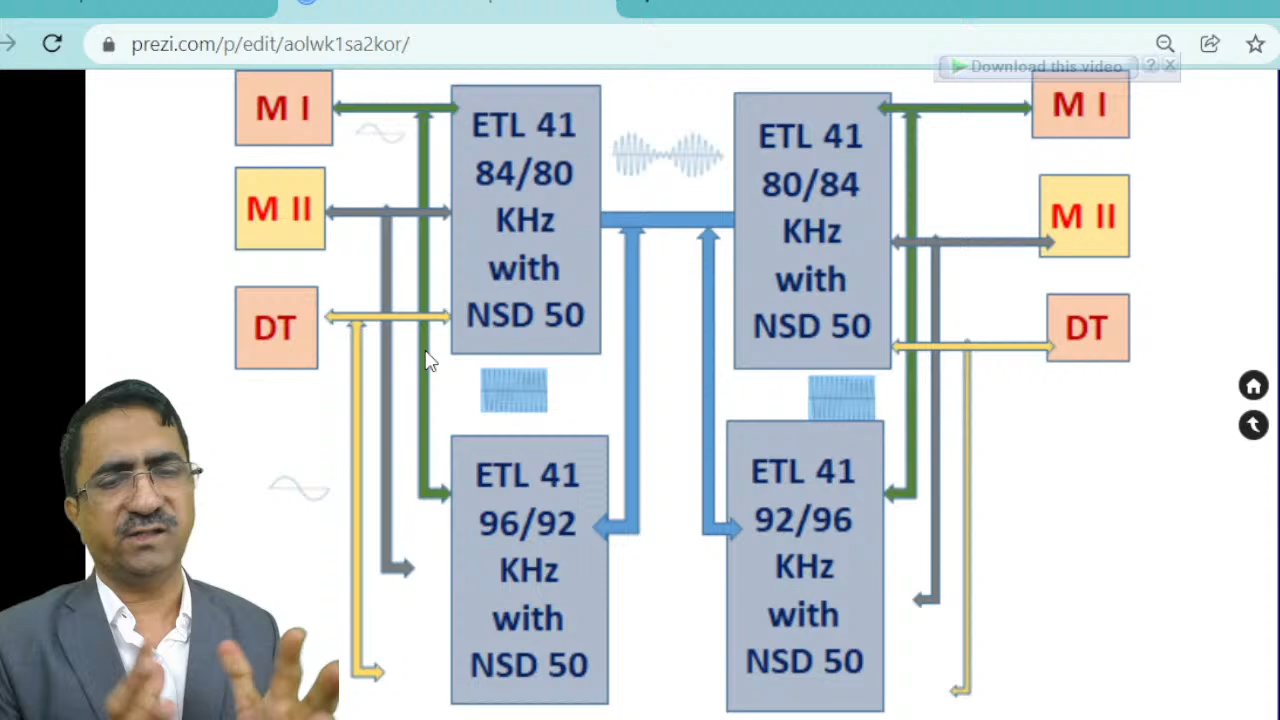 prezi.com/p/edit/aolwk1sa2kor/
Download this video ? X
M I
M II
DT
ETL 41
84/80
KHz
with
NSD 50
ETL 41
80/84
KHz
with
NSD 50
M I
M II
DT
ETL 41
96/92
KHz
with
NSD 50
ETL 41
92/96
KHz
with
NSD 50